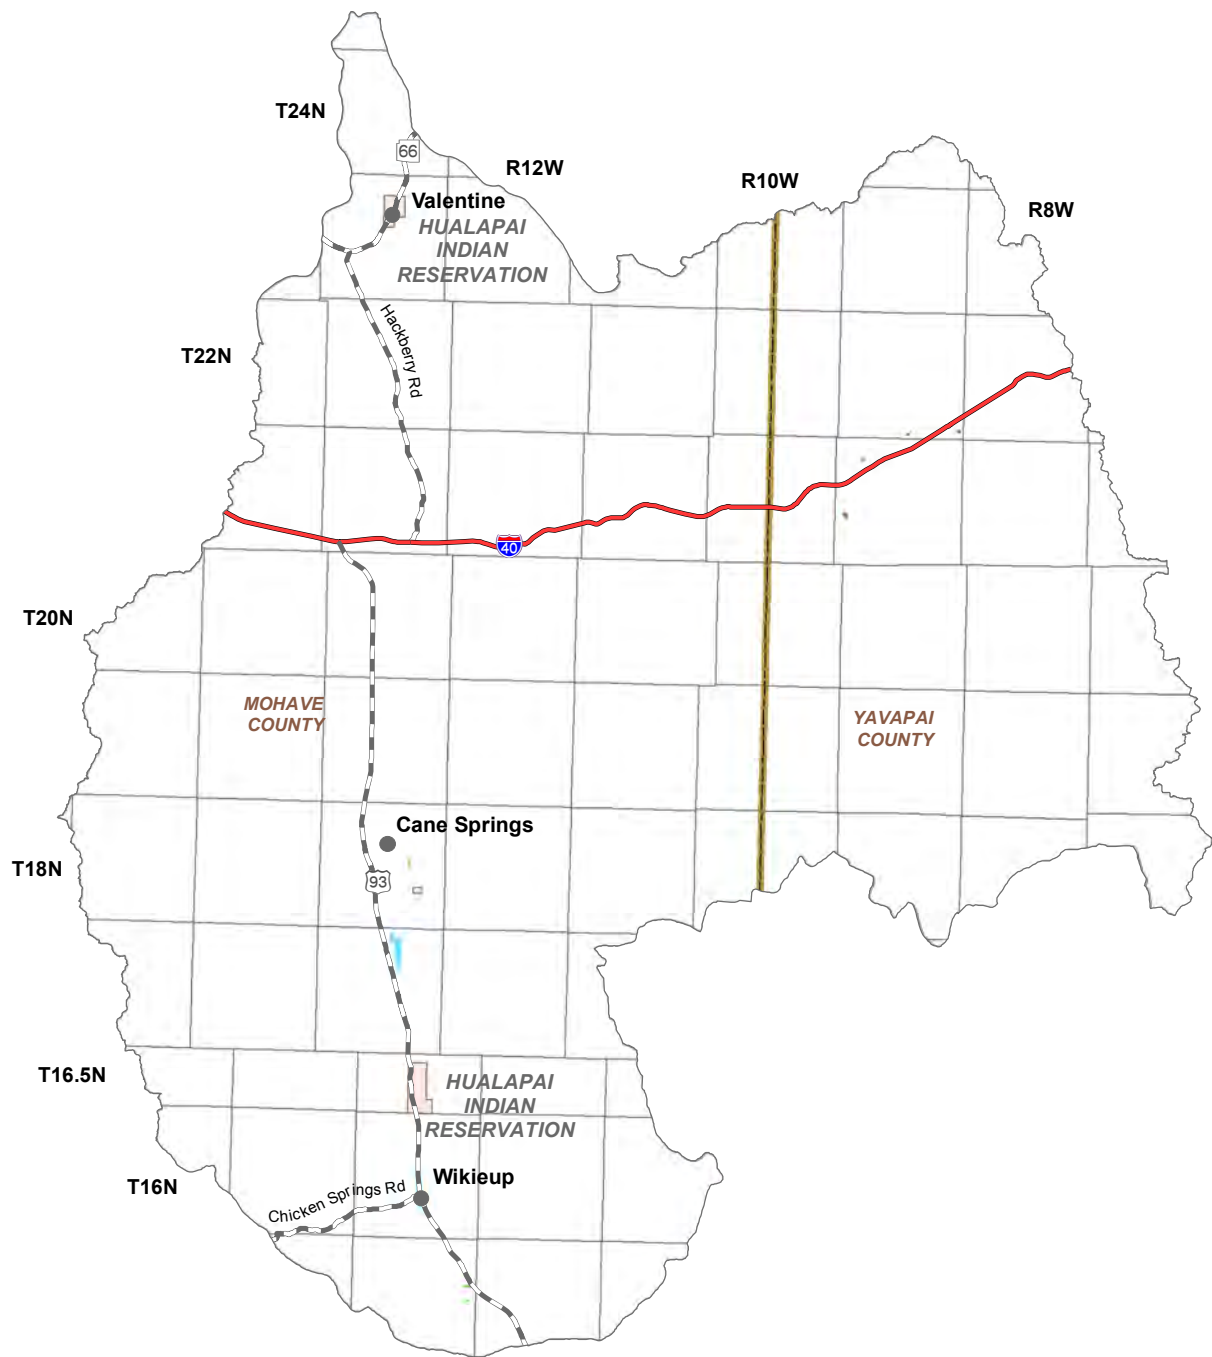 T24N
66
R12W
R10W
Valentine
R8W
HUALAPAI
INDIAN
RESERVATION
Hackberry Rd
T22N
40
T20N
MOHAVE
COUNTY
YAVAPAI
COUNTY
Cane Springs
T18N
93
T16.5N
HUALAPAI
INDIAN
RESERVATION
Wikieup
T16N
Chicken Springs Rd